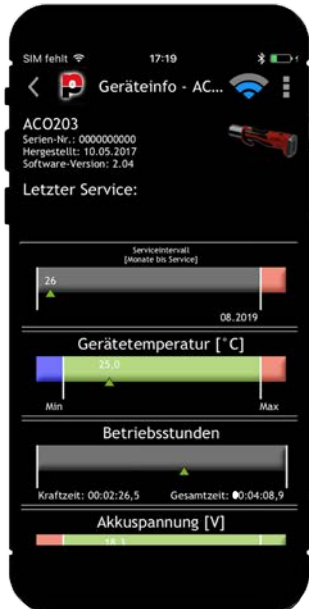 SIM fehlt 17:19
Geräteinfo - AC...
ACO203
Serien-Nr.: 0000000000
Hergestellt: 10.05.2017
Software-Version: 2.04
Letzter Service:
Serviceintervall
[Monate bis Service]
26
08.2019
Gerätetemperatur [°C]
25,0
Min Max
Betriebsstunden
Kraftzeit: 00:02:26,5 Gesamtzeit: 00:04:08,9
Akkuspannung [V]